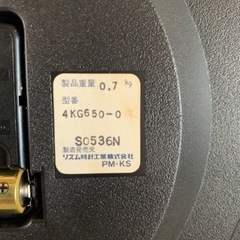 製品重量 0.7 kg
型番
4KG650-0
S0536N
製造発売元
リズム時計工業株式会社
PM-KS